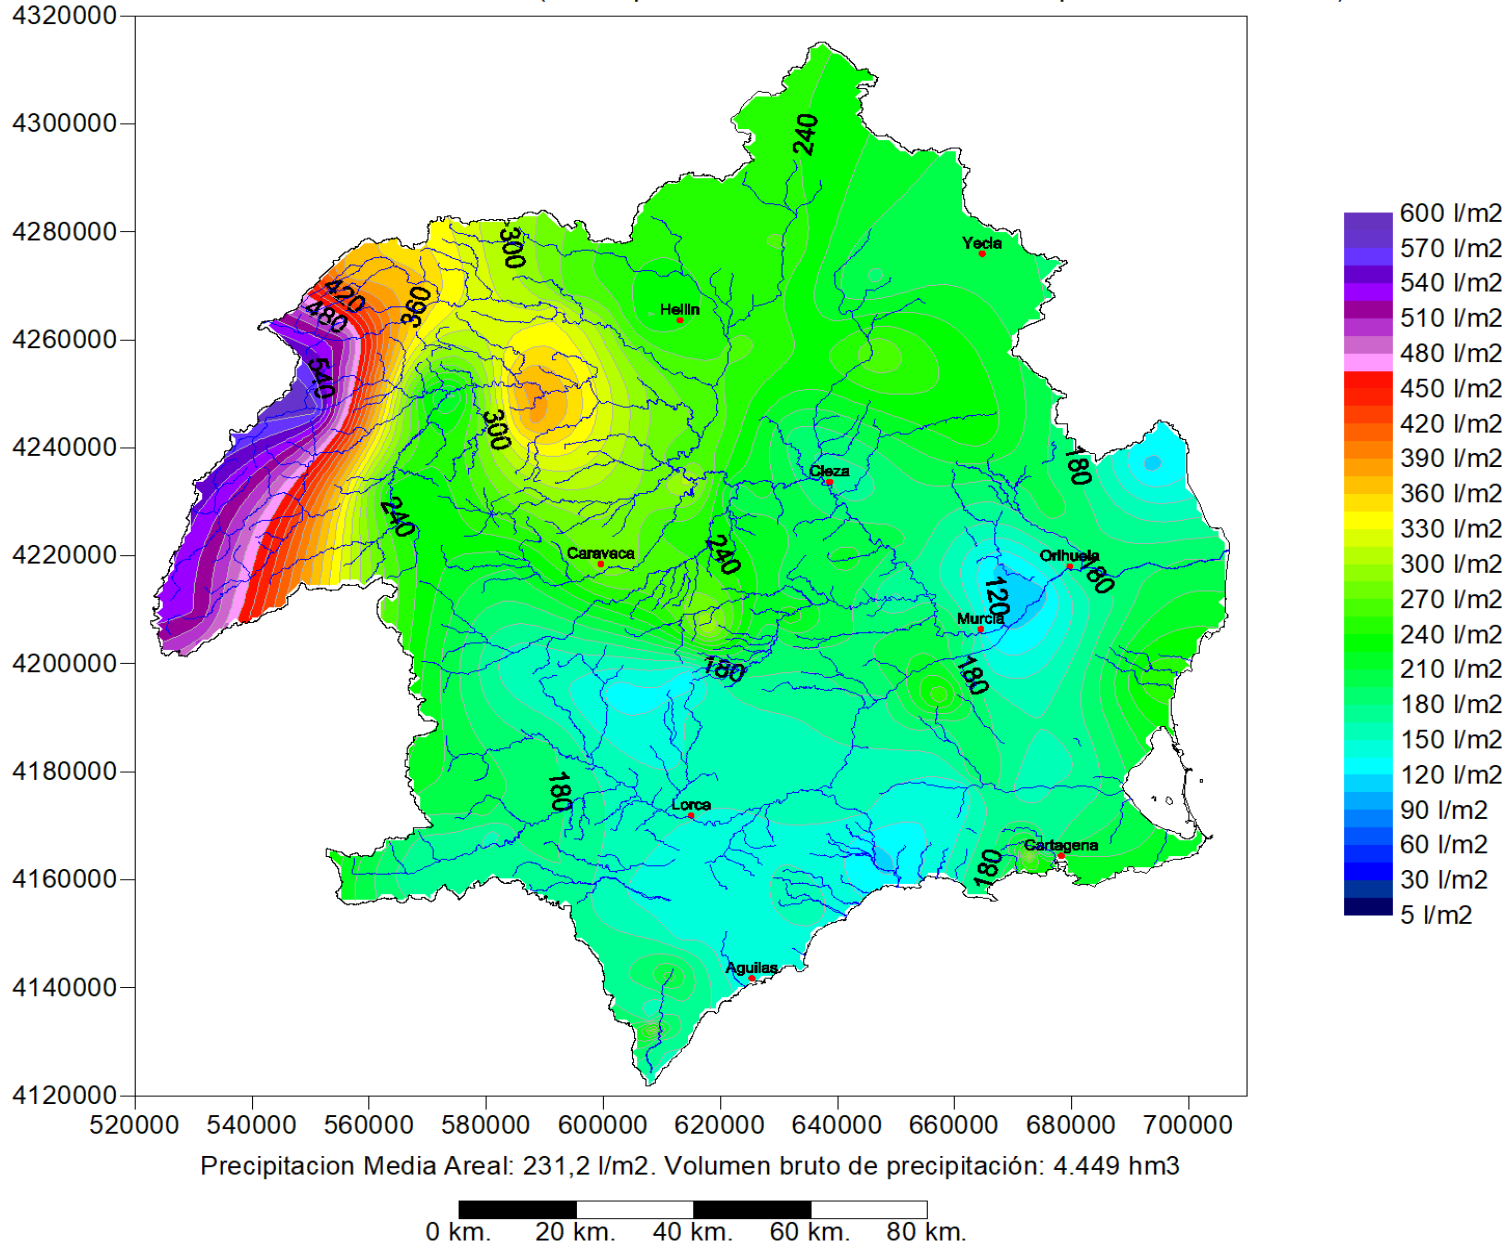 4320000
4300000
4280000
4260000
4240000
4220000
4200000
4180000
4160000
4140000
4120000
520000 540000 560000 580000 600000 620000 640000 660000 680000 700000
240
300
Yecla
420
480
360
Hellin
540
300
180
Cieza
240
Caravaca
240
Orihuela
180
120
Murcia
180
180
180
Lorca
180
Cartagena
Aguilas
600 l/m2
570 l/m2
540 l/m2
510 l/m2
480 l/m2
450 l/m2
420 l/m2
390 l/m2
360 l/m2
330 l/m2
300 l/m2
270 l/m2
240 l/m2
210 l/m2
180 l/m2
150 l/m2
120 l/m2
90 l/m2
60 l/m2
30 l/m2
5 l/m2
Precipitacion Media Areal: 231,2 l/m2. Volumen bruto de precipitación: 4.449 hm3
0 km. 20 km. 40 km. 60 km. 80 km.